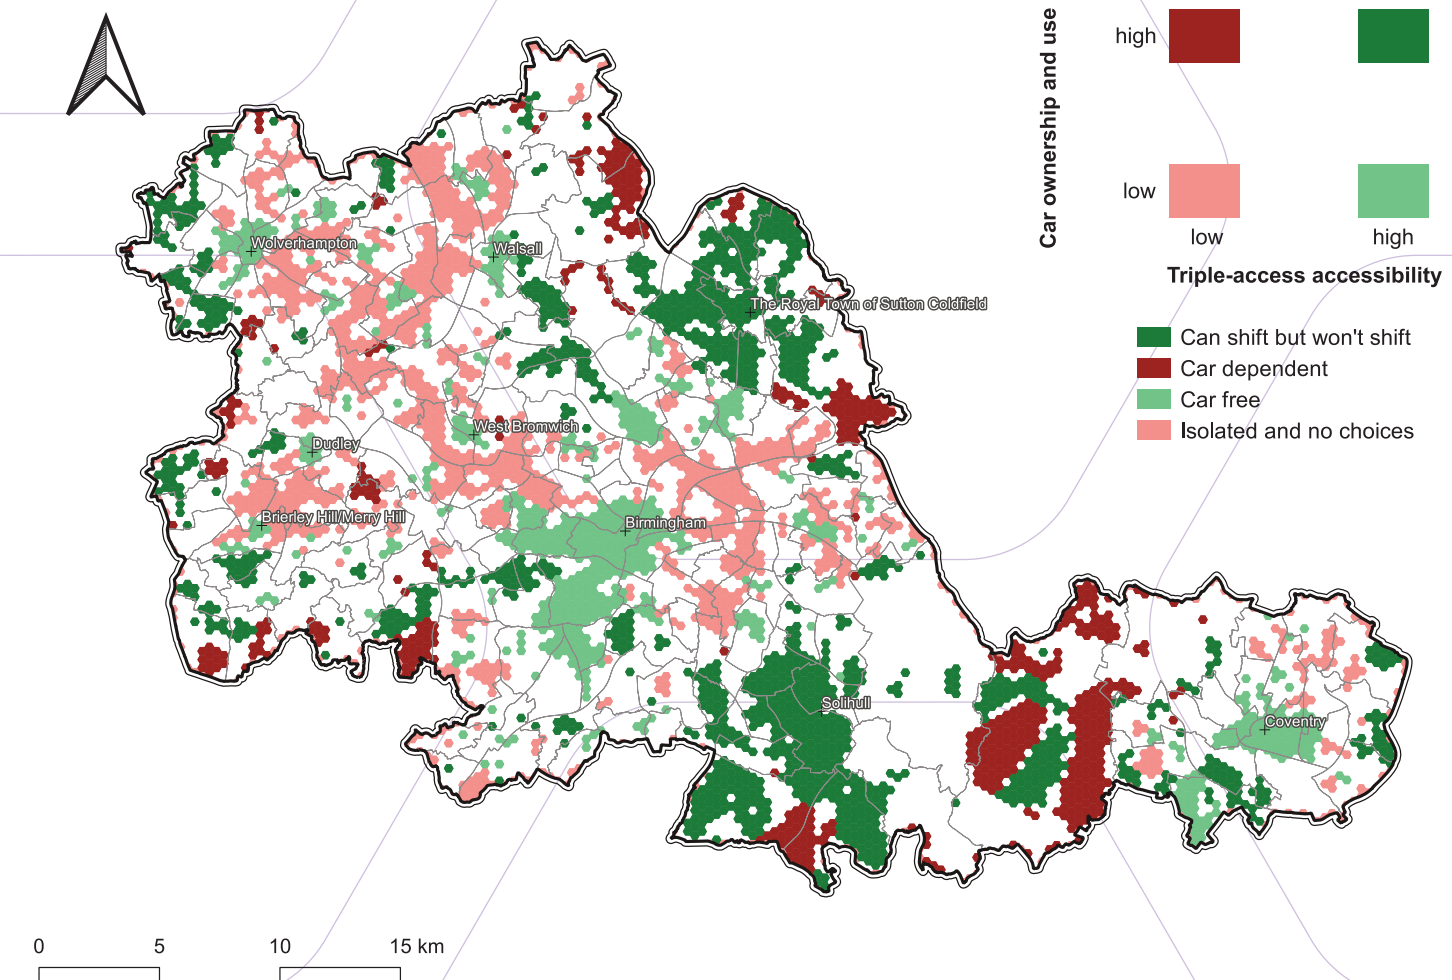 Car ownership and use
high
low
low
high
Triple-access accessibility
Can shift but won't shift
Car dependent
Car free
Isolated and no choices
Wolverhampton
Walsall
The Royal Town of Sutton Coldfield
West Bromwich
Dudley
Brierley Hill/Merry Hill
Birmingham
Solihull
Coventry
0 5 10 15 km